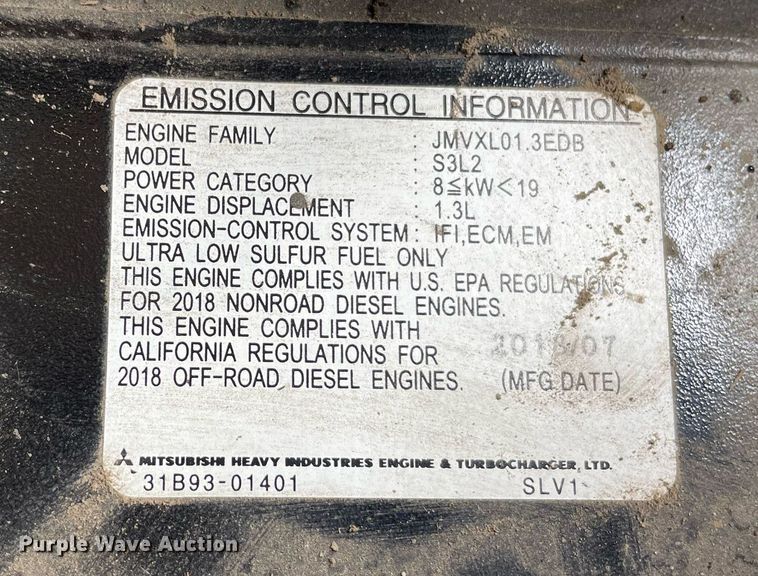 EMISSION CONTROL INFORMATION
ENGINE FAMILY : JMVXL01.3EDB
MODEL : S3L2
POWER CATEGORY : 8≦kW<19
ENGINE DISPLACEMENT : 1.3L
EMISSION-CONTROL SYSTEM : IFI,ECM,EM
ULTRA LOW SULFUR FUEL ONLY
THIS ENGINE COMPLIES WITH U.S. EPA REGULATIONS
FOR 2018 NONROAD DIESEL ENGINES.
THIS ENGINE COMPLIES WITH
CALIFORNIA REGULATIONS FOR 2018/07
2018 OFF-ROAD DIESEL ENGINES. (MFG DATE)
MITSUBISHI HEAVY INDUSTRIES ENGINE & TURBOCHARGER, LTD.
31B93-01401 SLV1
Purple Wave Auction